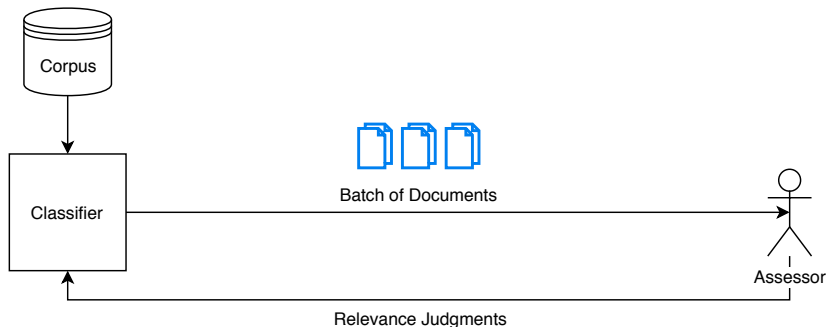 Corpus
Batch of Documents
Classifier
Assessor
Relevance Judgments